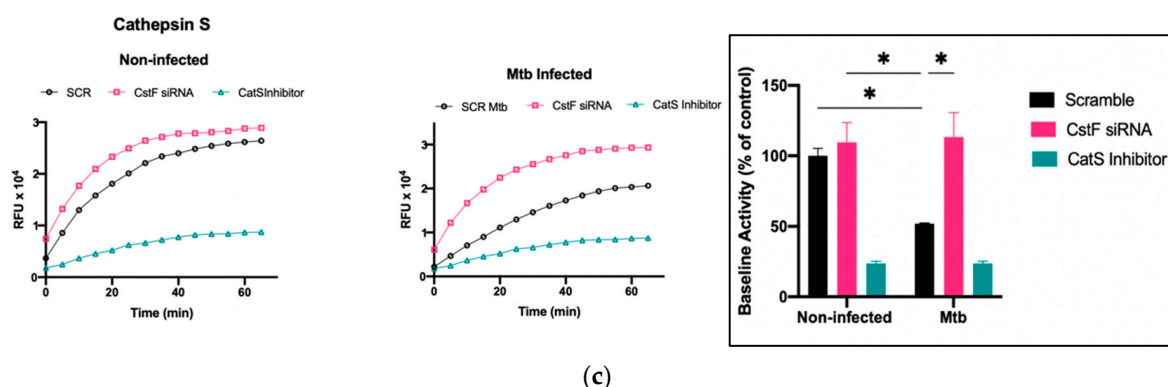 Cathepsin S
Non-infected
SCR CstF siRNA CatSInhibitor
RFU x 10⁴
3
2
1
0
0 20 40 60
Time (min)
Mtb Infected
SCR Mtb CstF siRNA CatS Inhibitor
RFU x 10⁴
3
2
1
0
0 20 40 60
Time (min)
Baseline Activity (% of control)
150
100
50
0
* *
*
Non-infected Mtb
Scramble
CstF siRNA
CatS Inhibitor
(c)